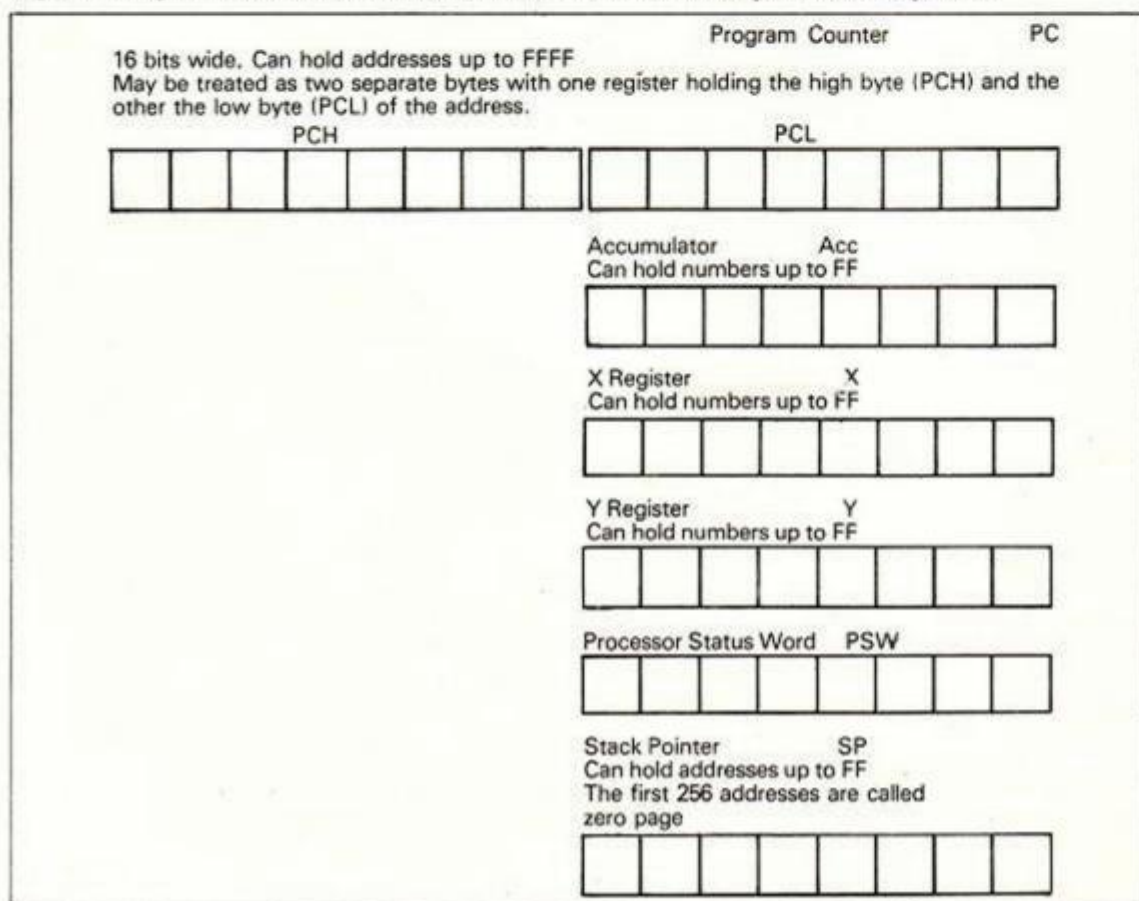 Program Counter PC
16 bits wide. Can hold addresses up to FFFF
May be treated as two separate bytes with one register holding the high byte (PCH) and the
other the low byte (PCL) of the address.
PCH PCL
Accumulator Acc
Can hold numbers up to FF
X Register X
Can hold numbers up to FF
Y Register Y
Can hold numbers up to FF
Processor Status Word PSW
Stack Pointer SP
Can hold addresses up to FF
The first 256 addresses are called
zero page